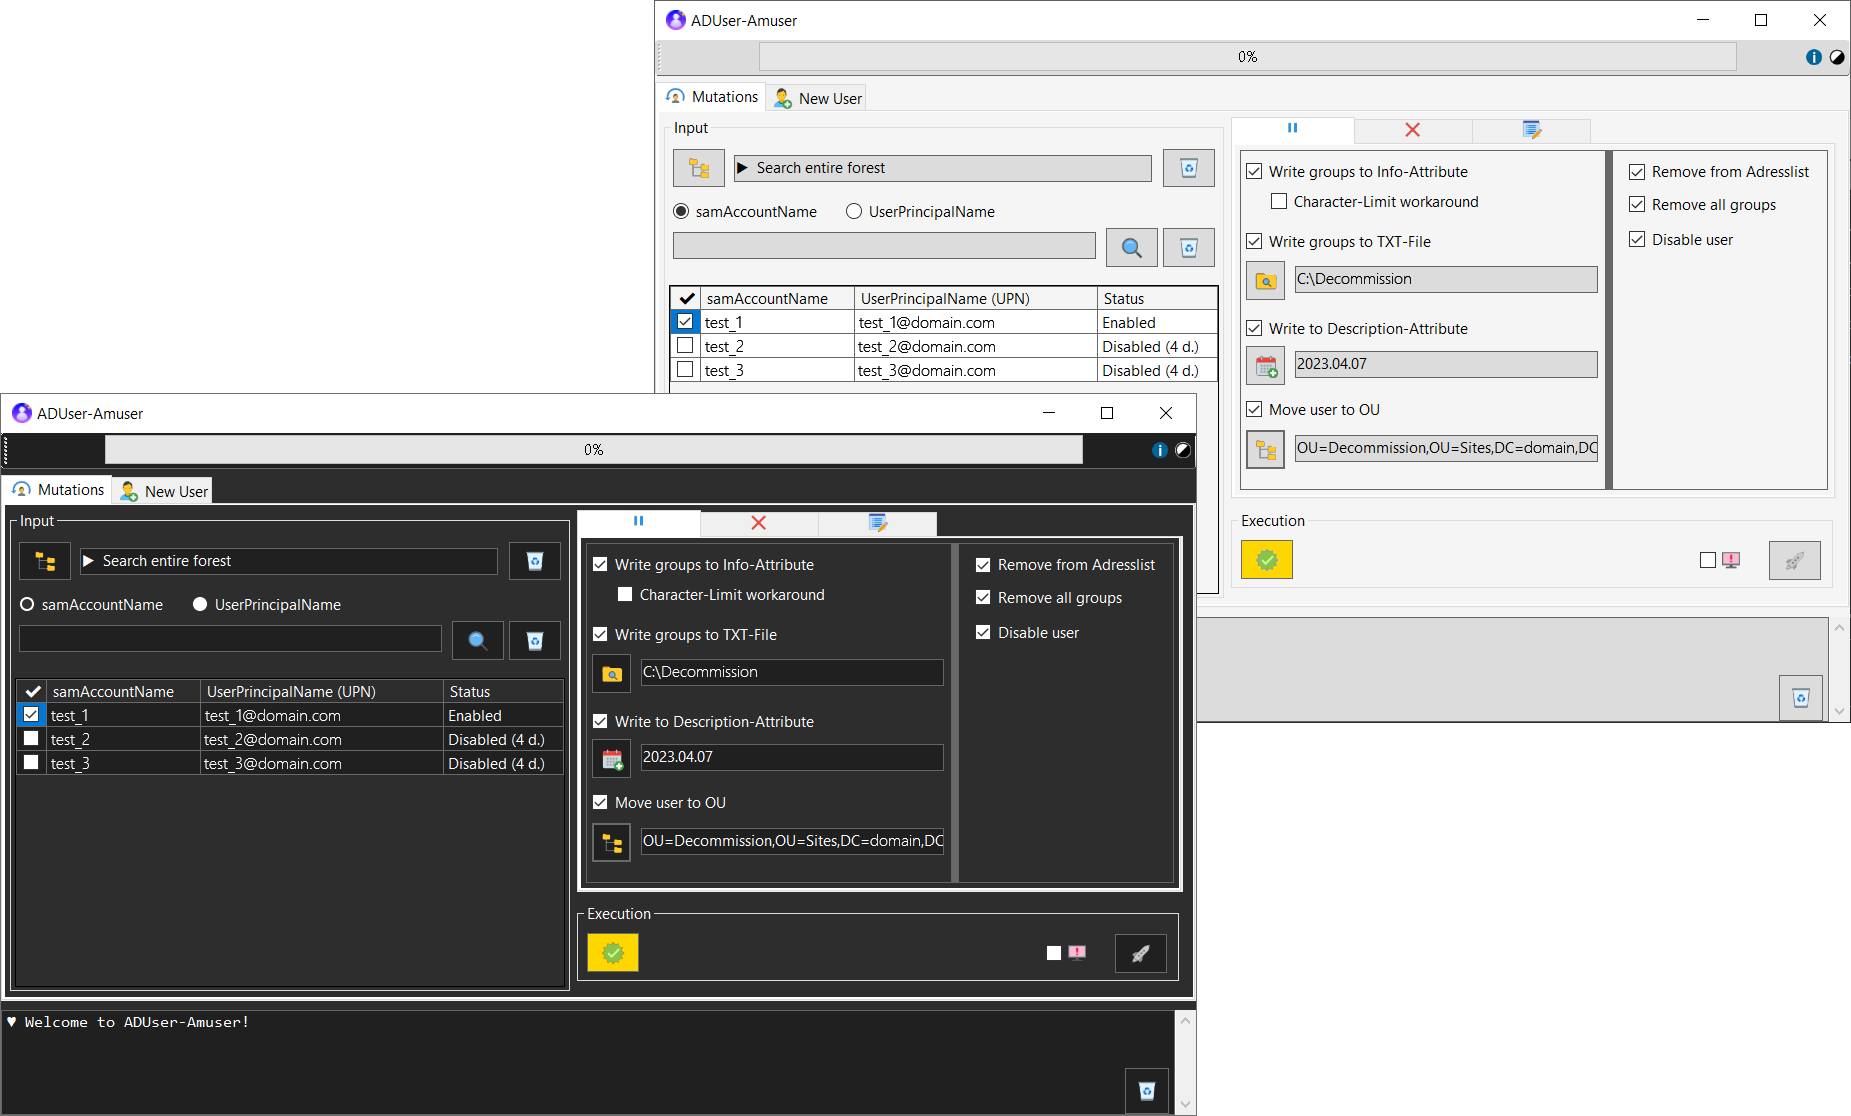 ADUser-Amuser
0%
Mutations
New User
Input
Search entire forest
samAccountName
UserPrincipalName
samAccountName UserPrincipalName (UPN) Status
test_1 test_1@domain.com Enabled
test_2 test_2@domain.com Disabled (4 d.)
test_3 test_3@domain.com Disabled (4 d.)
Write groups to Info-Attribute
Character-Limit workaround
Write groups to TXT-File
C:\Decommission
Write to Description-Attribute
2023.04.07
Move user to OU
OU=Decommission,OU=Sites,DC=domain,DC
Remove from Adresslist
Remove all groups
Disable user
Execution
ADUser-Amuser
0%
Mutations
New User
Input
Search entire forest
samAccountName
UserPrincipalName
samAccountName UserPrincipalName (UPN) Status
test_1 test_1@domain.com Enabled
test_2 test_2@domain.com Disabled (4 d.)
test_3 test_3@domain.com Disabled (4 d.)
Write groups to Info-Attribute
Character-Limit workaround
Write groups to TXT-File
C:\Decommission
Write to Description-Attribute
2023.04.07
Move user to OU
OU=Decommission,OU=Sites,DC=domain,DC
Remove from Adresslist
Remove all groups
Disable user
Execution
♥ Welcome to ADUser-Amuser!